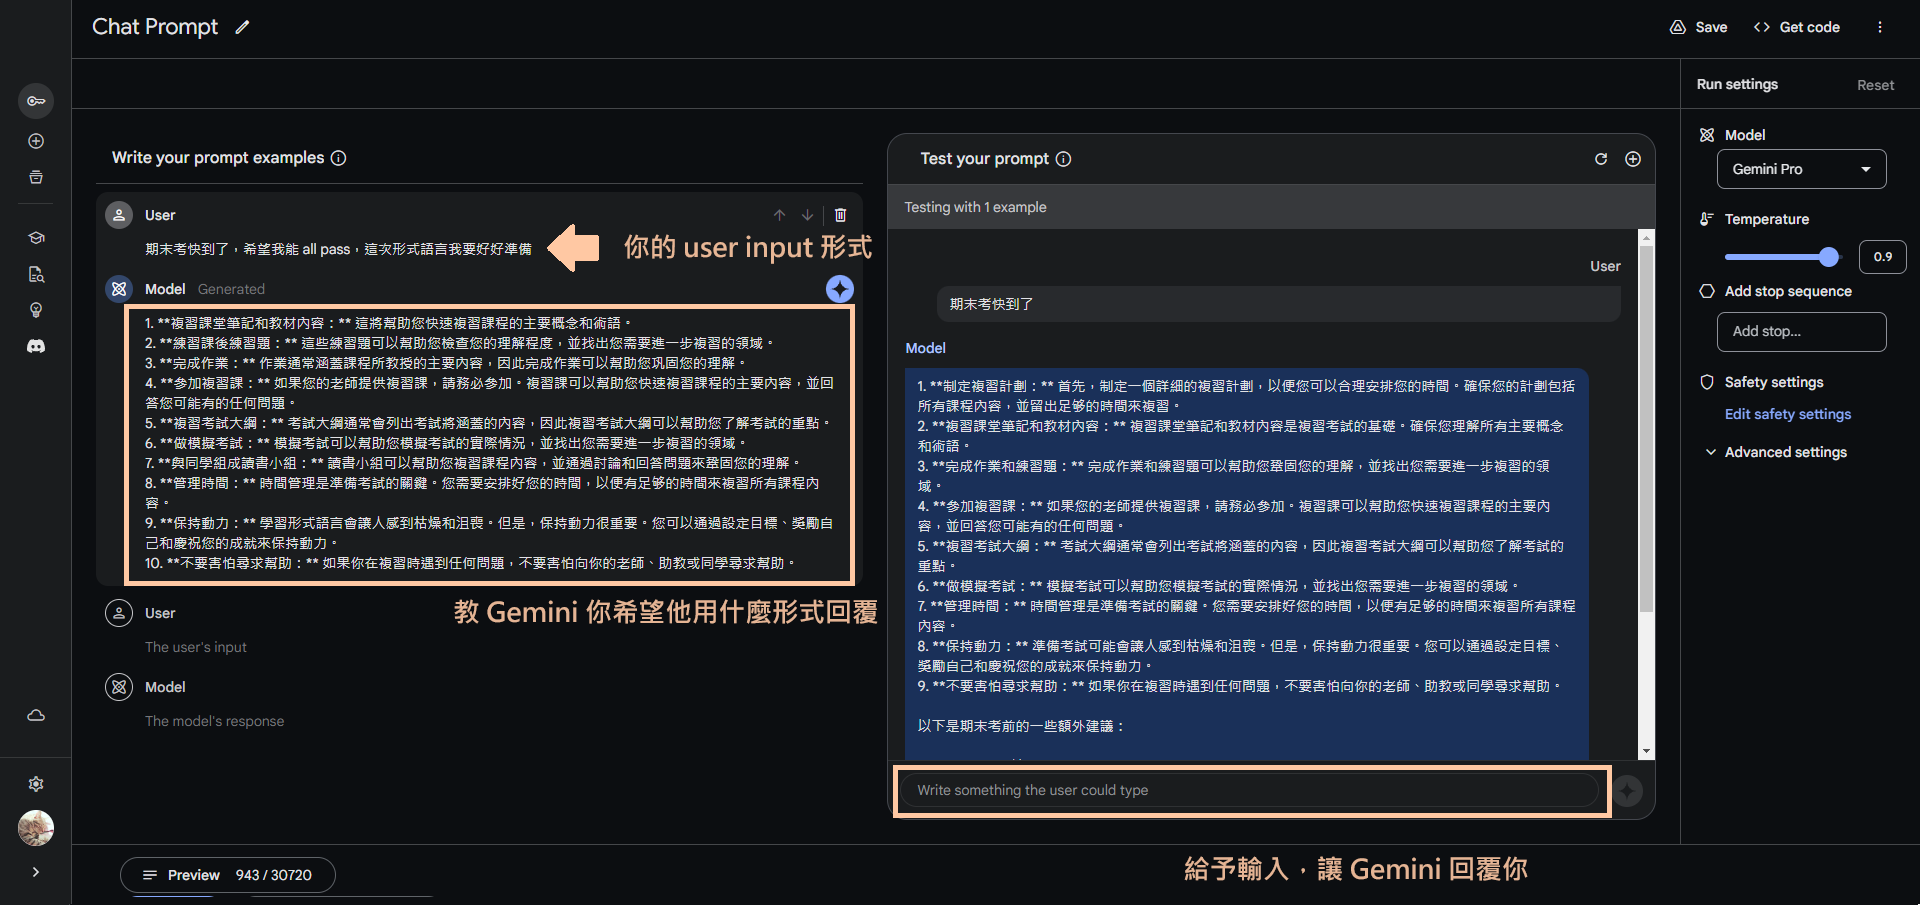 Chat Prompt
Save
Get code
Write your prompt examples
User
期末考快到了，希望我能 all pass，這次形式語言我要好好準備
你的 user input 形式
Model Generated
1. **複習課堂筆記和教材內容：** 這將幫助您快速複習課程的主要概念和術語。
2. **練習課後練習題：** 這些練習題可以幫助您檢查您的理解程度，並找出您需要進一步複習的領域。
3. **完成作業：** 作業通常涵蓋課程所教授的主要內容，因此完成作業可以幫助您巩固您的理解。
4. **參加複習課：** 如果您的老師提供複習課，請務必參加。複習課可以幫助您快速複習課程的主要內容，並回
答您可能有的任何問題。
5. **複習考試大綱：** 考試大綱通常會列出考試將涵蓋的內容，因此複習考試大綱可以幫助您了解考試的重點。
6. **做模擬考試：** 模擬考試可以幫助您模擬考試的實際情況，並找出您需要進一步複習的領域。
7. **與同學組成讀書小組：** 讀書小組可以幫助您複習課程內容，並通過討論和回答問題來鞏固您的理解。
8. **管理時間：** 時間管理是準備考試的關鍵。您需要安排好您的時間，以便有足够的時間來複習所有課程內
容。
9. **保持動力：** 學習形式語言會讓人感到枯燥和沮喪。但是，保持動力很重要。您可以通過設定目標、獎勵自
己和慶祝您的成就來保持動力。
10. **不要害怕尋求幫助：** 如果你在複習時遇到任何問題，不要害怕向你的老師、助教或同學尋求幫助。
教 Gemini 你希望他用什麼形式回覆
User
The user's input
Model
The model's response
Preview 943 / 30720
Test your prompt
Testing with 1 example
User
期末考快到了
Model
1. **制定複習計劃：** 首先，制定一個詳細的複習計劃，以便您可以合理安排您的時間。確保您的計劃包括
所有課程內容，並留出足够的時間來複習。
2. **複習課堂筆記和教材內容：** 複習課堂筆記和教材內容是複習考試的基礎。確保您理解所有主要概念
和術語。
3. **完成作業和練習題：** 完成作業和練習題可以幫助您鞏固您的理解，並找出您需要進一步複習的領
域。
4. **參加複習課：** 如果您的老師提供複習課，請務必參加。複習課可以幫助您快速複習課程的主要內
容，並回答您可能有的任何問題。
5. **複習考試大綱：** 考試大綱通常會列出考試將涵蓋的內容，因此複習考試大綱可以幫助您了解考試的
重點。
6. **做模擬考試：** 模擬考試可以幫助您模擬考試的實際情況，並找出您需要進一步複習的領域。
7. **管理時間：** 時間管理是準備考試的關鍵。您需要安排好您的時間，以便有足够的時間來複習所有課程
內容。
8. **保持動力：** 準備考試可能會讓人感到枯燥和沮喪。但是，保持動力很重要。您可以通過設定目標、
獎勵自己和慶祝您的成就來保持動力。
9. **不要害怕尋求幫助：** 如果你在複習時遇到任何問題，不要害怕向你的老師、助教或同學尋求幫助。
以下是期末考前的一些額外建議：
Write something the user could type
給予輸入，讓 Gemini 回覆你
Run settings
Reset
Model
Gemini Pro
Temperature
0.9
Add stop sequence
Add stop...
Safety settings
Edit safety settings
Advanced settings